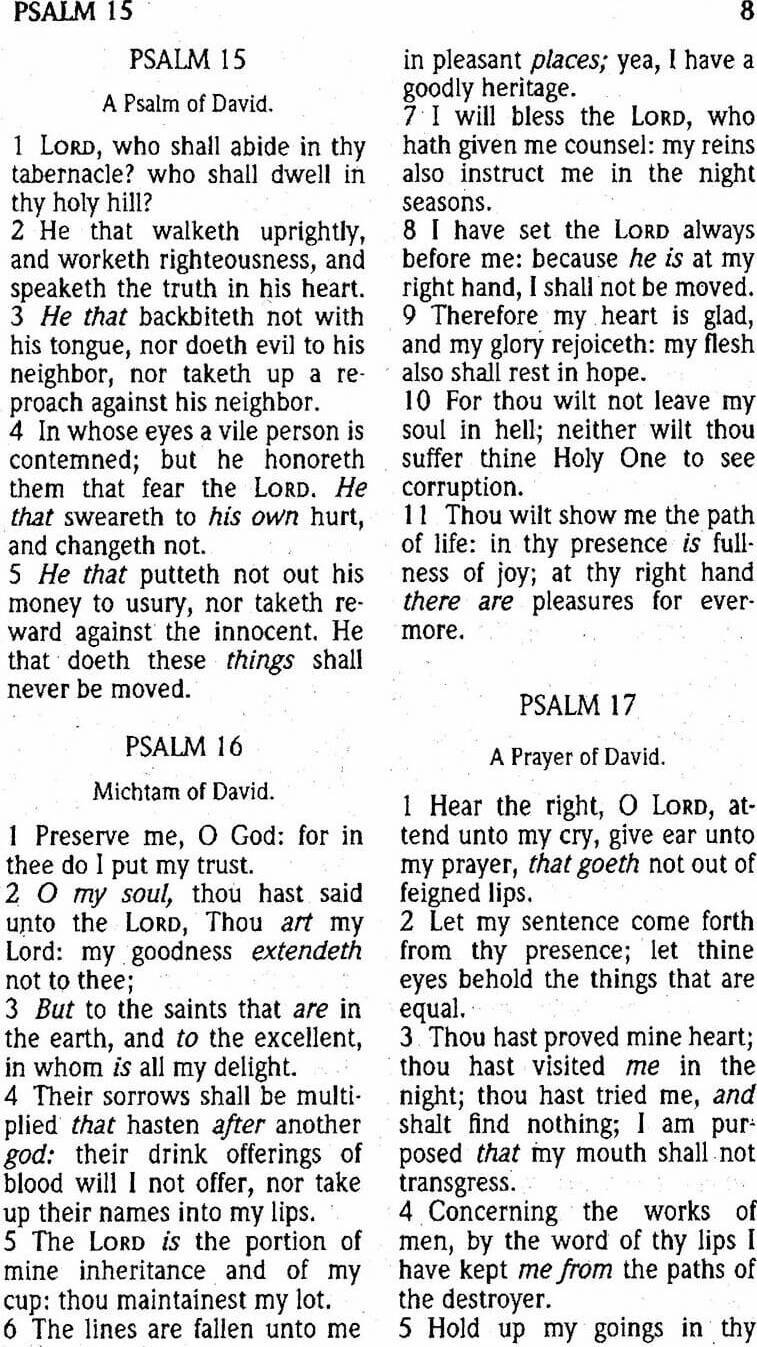 PSALM 15 8
PSALM 15
A Psalm of David.
1 LORD, who shall abide in thy
tabernacle? who shall dwell in
thy holy hill?
2 He that walketh uprightly,
and worketh righteousness, and
speaketh the truth in his heart.
3 He that backbiteth not with
his tongue, nor doeth evil to his
neighbor, nor taketh up a re-
proach against his neighbor.
4 In whose eyes a vile person is
contemned; but he honoreth
them that fear the LORD. He
that sweareth to his own hurt,
and changeth not.
5 He that putteth not out his
money to usury, nor taketh re-
ward against the innocent. He
that doeth these things shall
never be moved.
PSALM 16
Michtam of David.
1 Preserve me, O God: for in
thee do I put my trust.
2 O my soul, thou hast said
unto the LORD, Thou art my
Lord: my goodness extendeth
not to thee;
3 But to the saints that are in
the earth, and to the excellent,
in whom is all my delight.
4 Their sorrows shall be multi-
plied that hasten after another
god: their drink offerings of
blood will I not offer, nor take
up their names into my lips.
5 The LORD is the portion of
mine inheritance and of my
cup: thou maintainest my lot.
6 The lines are fallen unto me
in pleasant places; yea, I have a
goodly heritage.
7 I will bless the LORD, who
hath given me counsel: my reins
also instruct me in the night
seasons.
8 I have set the LORD always
before me: because he is at my
right hand, I shall not be moved.
9 Therefore my heart is glad,
and my glory rejoiceth: my flesh
also shall rest in hope.
10 For thou wilt not leave my
soul in hell; neither wilt thou
suffer thine Holy One to see
corruption.
11 Thou wilt show me the path
of life: in thy presence is full-
ness of joy; at thy right hand
there are pleasures for ever-
more.
PSALM 17
A Prayer of David.
1 Hear the right, O LORD, at-
tend unto my cry, give ear unto
my prayer, that goeth not out of
feigned lips.
2 Let my sentence come forth
from thy presence; let thine
eyes behold the things that are
equal.
3 Thou hast proved mine heart;
thou hast visited me in the
night; thou hast tried me, and
shalt find nothing; I am pur-
posed that my mouth shall not
transgress.
4 Concerning the works of
men, by the word of thy lips I
have kept me from the paths of
the destroyer.
5 Hold up my goings in thy